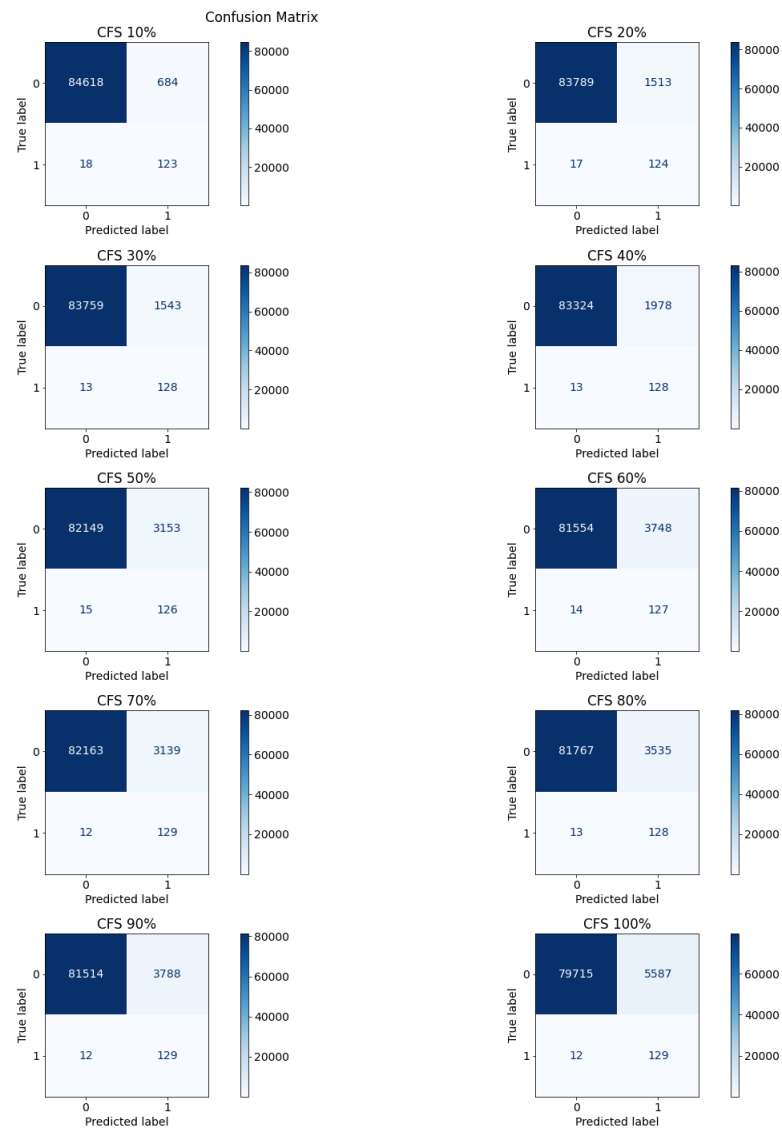 Confusion Matrix
CFS 10%
CFS 20%
80000
60000
40000
20000
80000
60000
40000
20000
True label
0
84618 684
1
18 123
0 1
Predicted label
True label
0
83789 1513
1
17 124
0 1
Predicted label
CFS 30%
CFS 40%
80000
60000
40000
20000
80000
60000
40000
20000
True label
0
83759 1543
1
13 128
0 1
Predicted label
True label
0
83324 1978
1
13 128
0 1
Predicted label
CFS 50%
CFS 60%
80000
60000
40000
20000
80000
60000
40000
20000
True label
0
82149 3153
1
15 126
0 1
Predicted label
True label
0
81554 3748
1
14 127
0 1
Predicted label
CFS 70%
CFS 80%
80000
60000
40000
20000
80000
60000
40000
20000
True label
0
82163 3139
1
12 129
0 1
Predicted label
True label
0
81767 3535
1
13 128
0 1
Predicted label
CFS 90%
CFS 100%
80000
60000
40000
20000
60000
40000
20000
True label
0
81514 3788
1
12 129
0 1
Predicted label
True label
0
79715 5587
1
12 129
0 1
Predicted label